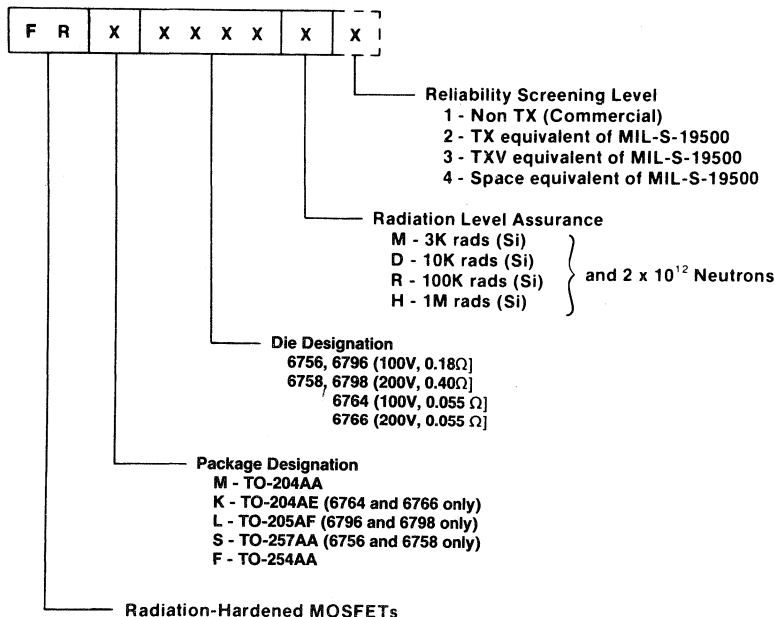 F R X X X X X X X
Reliability Screening Level
1 - Non TX (Commercial)
2 - TX equivalent of MIL-S-19500
3 - TXV equivalent of MIL-S-19500
4 - Space equivalent of MIL-S-19500
Radiation Level Assurance
M - 3K rads (Si)
D - 10K rads (Si)
R - 100K rads (Si)
H - 1M rads (Si)
and 2 x 10¹² Neutrons
Die Designation
6756, 6796 (100V, 0.18Ω]
6758, 6798 (200V, 0.40Ω]
6764 (100V, 0.055 Ω]
6766 (200V, 0.055 Ω]
Package Designation
M - TO-204AA
K - TO-204AE (6764 and 6766 only)
L - TO-205AF (6796 and 6798 only)
S - TO-257AA (6756 and 6758 only)
F - TO-254AA
Radiation-Hardened MOSFETs